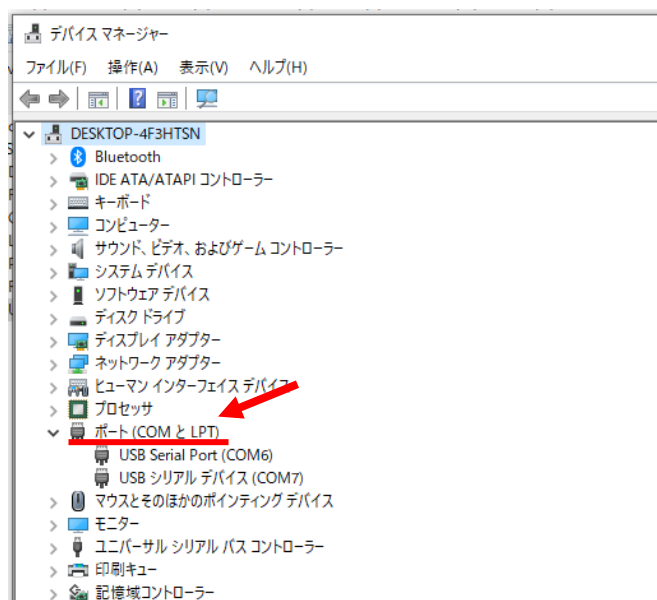 デバイス マネージャー
ファイル(F) 操作(A) 表示(V) ヘルプ(H)
DESKTOP-4F3HTSN
Bluetooth
IDE ATA/ATAPI コントローラー
キーボード
コンピューター
サウンド、ビデオ、およびゲーム コントローラー
システム デバイス
ソフトウェア デバイス
ディスク ドライブ
ディスプレイ アダプター
ネットワーク アダプター
ヒューマン インターフェイス デバイス
プロセッサ
ポート (COM と LPT)
USB Serial Port (COM6)
USB シリアル デバイス (COM7)
マウスとそのほかのポインティング デバイス
モニター
ユニバーサル シリアル バス コントローラー
印刷キュー
記憶域コントローラー